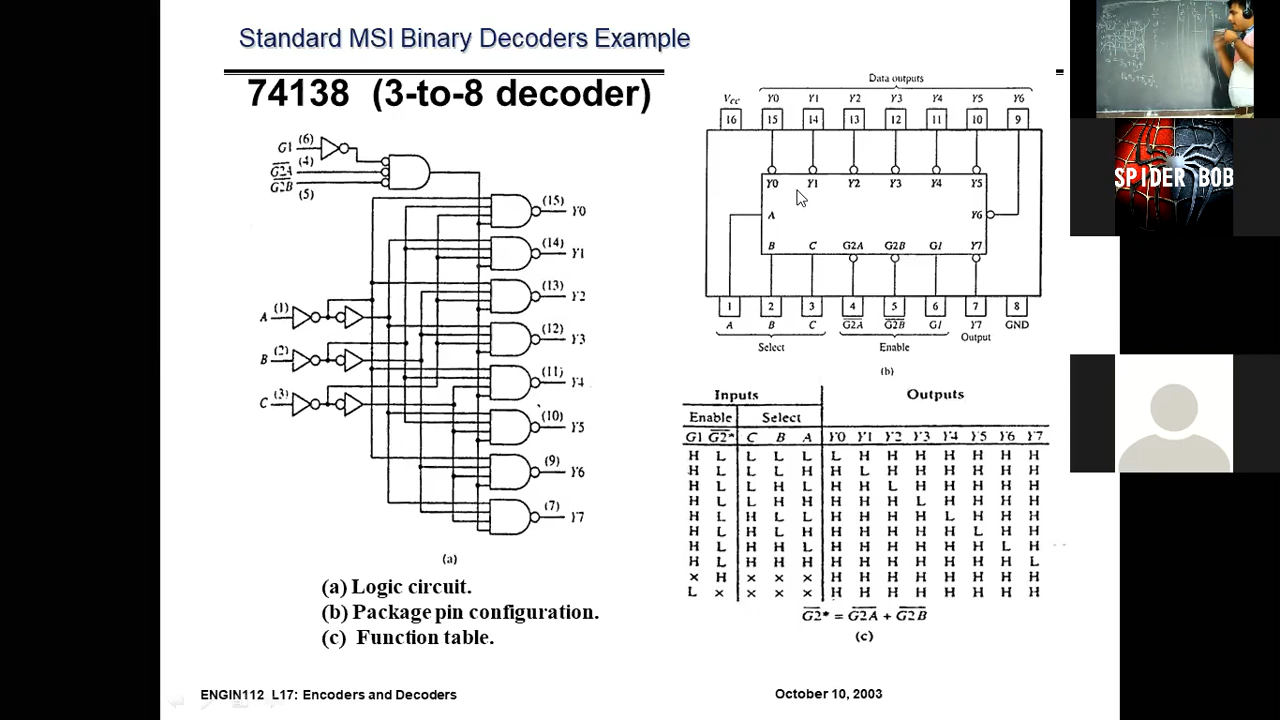 Standard MSI Binary Decoders Example
74138 (3-to-8 decoder)
G1 (6)
G2A (4)
G2B (5)
(15) Y0
(14) Y1
(13) Y2
(12) Y3
(11) Y4
(10) Y5
(9) Y6
(7) Y7
A (1)
B (2)
C (3)
(a)
Data outputs
VCC Y0 Y1 Y2 Y3 Y4 Y5 Y6
16 15 14 13 12 11 10 9
Y0 Y1 Y2 Y3 Y4 Y5
A Y6
B C G2A G2B G1 Y7
1 2 3 4 5 6 7 8
A B C G2A G2B G1 Y7 GND
Output
Select Enable
(b)
Inputs Outputs
Enable Select
G1 G2* C B A Y0 Y1 Y2 Y3 Y4 Y5 Y6 Y7
H L L L L L H H H H H H H
H L L L H H L H H H H H H
H L L H L H H L H H H H H
H L L H H H H H L H H H H
H L H L L H H H H L H H H
H L H L H H H H H H L H H
H L H H L H H H H H H L H
H L H H H H H H H H H H L
× H × × × H H H H H H H H
L × × × × H H H H H H H H
G2* = G2A + G2B
(c)
(a) Logic circuit.
(b) Package pin configuration.
(c) Function table.
ENGIN112 L17: Encoders and Decoders
October 10, 2003
SPIDER BOB